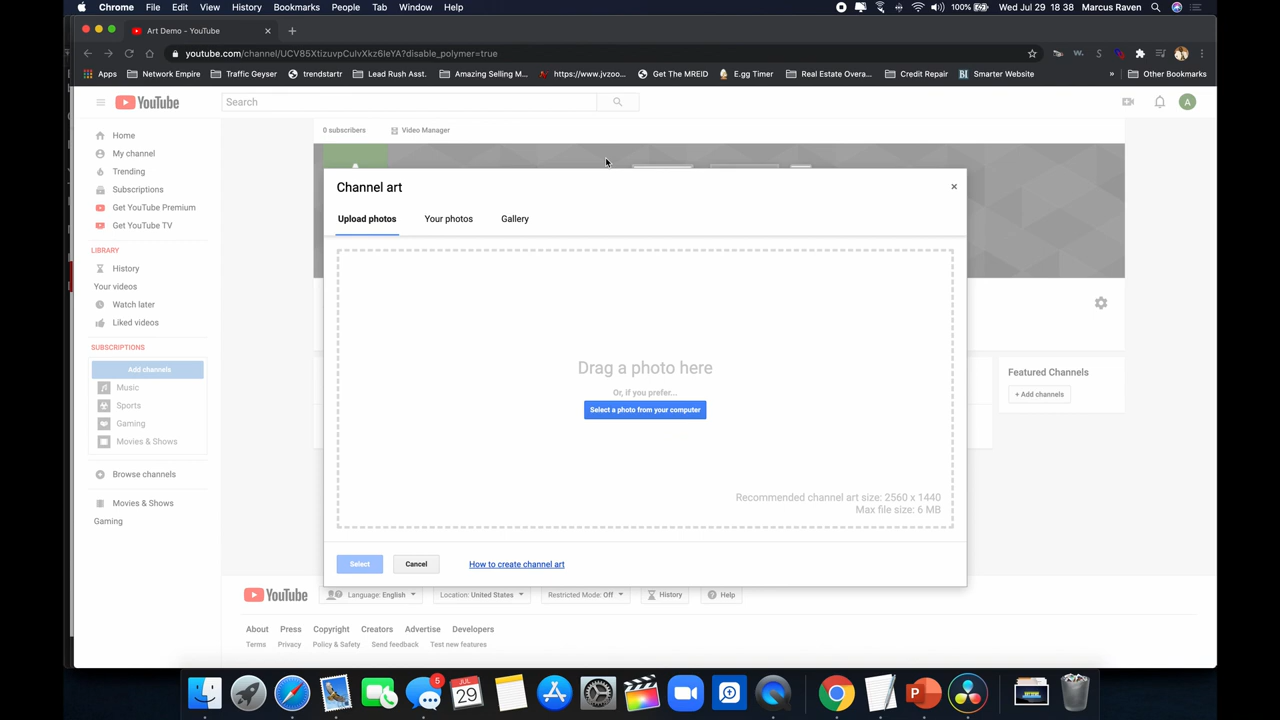 Chrome File Edit View History Bookmarks People Tab Window Help 100% Wed Jul 29 18 38 Marcus Raven
Art Demo - YouTube
youtube.com/channel/UCV85XtizuvpCulvXkz6IeYA?disable_polymer=true
Apps Network Empire Traffic Geyser trendstartr Lead Rush Asst. Amazing Selling M... https://www.jvzoo... Get The MREID E.gg Timer Real Estate Overa... Credit Repair Smarter Website » Other Bookmarks
YouTube Search A
Home
My channel
Trending
Subscriptions
Get YouTube Premium
Get YouTube TV
LIBRARY
History
Your videos
Watch later
Liked videos
SUBSCRIPTIONS
Add channels
Music
Sports
Gaming
Movies & Shows
Browse channels
Movies & Shows
Gaming
0 subscribers Video Manager
Channel art
Upload photos Your photos Gallery
Drag a photo here
Or, if you prefer...
Select a photo from your computer
Recommended channel art size: 2560 x 1440
Max file size: 6 MB
Select Cancel How to create channel art
Featured Channels
+ Add channels
YouTube Language: English Location: United States Restricted Mode: Off History Help
About Press Copyright Creators Advertise Developers
Terms Privacy Policy & Safety Send feedback Test new features
5
JUL
29